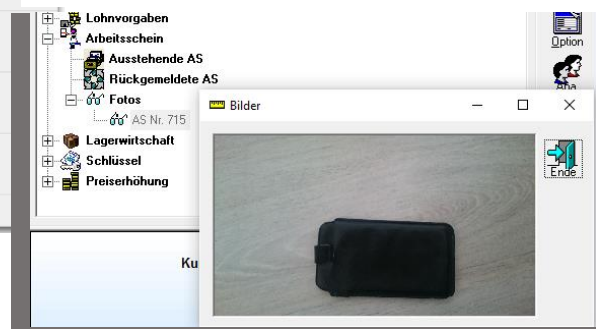 Lohnvorgaben
Arbeitsschein
Ausstehende AS
Rückgemeldete AS
Fotos
AS Nr. 715
Lagerwirtschaft
Schlüssel
Preiserhöhung
Option
Bilder
Ende
Ku